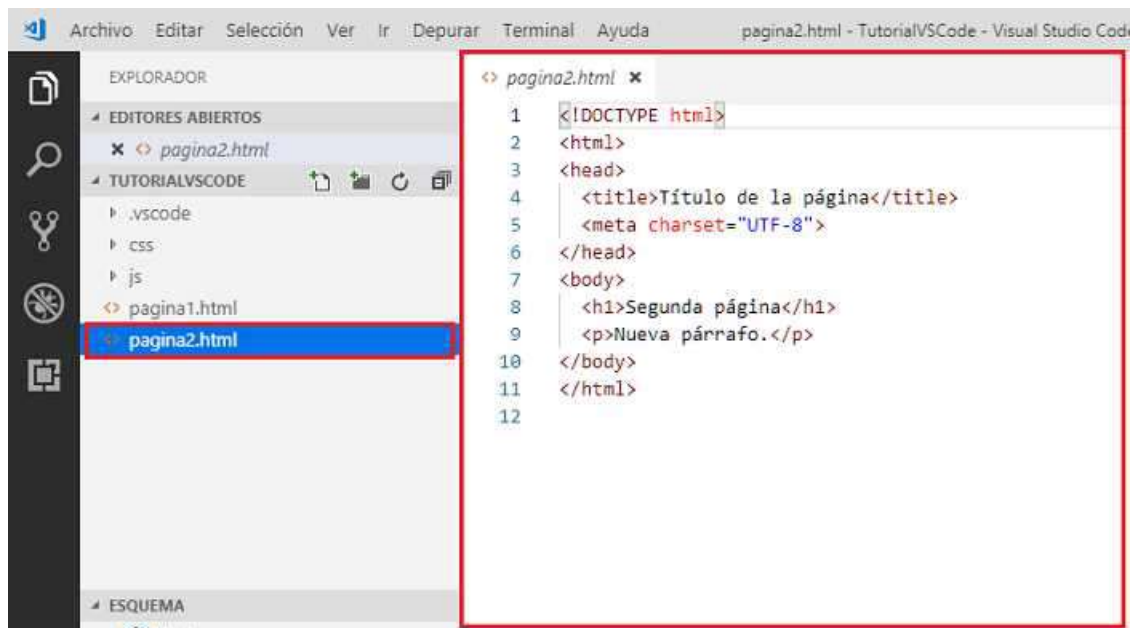 Archivo Editar Selección Ver Ir Depurar Terminal Ayuda pagina2.html - TutorialVSCode - Visual Studio Code
EXPLORADOR
EDITORES ABIERTOS
pagina2.html
TUTORIALVSCODE
.vscode
css
js
pagina1.html
pagina2.html
ESQUEMA
pagina2.html
1 <!DOCTYPE html>
2 <html>
3 <head>
4 <title>Título de la página</title>
5 <meta charset="UTF-8">
6 </head>
7 <body>
8 <h1>Segunda página</h1>
9 <p>Nueva párrafo.</p>
10 </body>
11 </html>
12